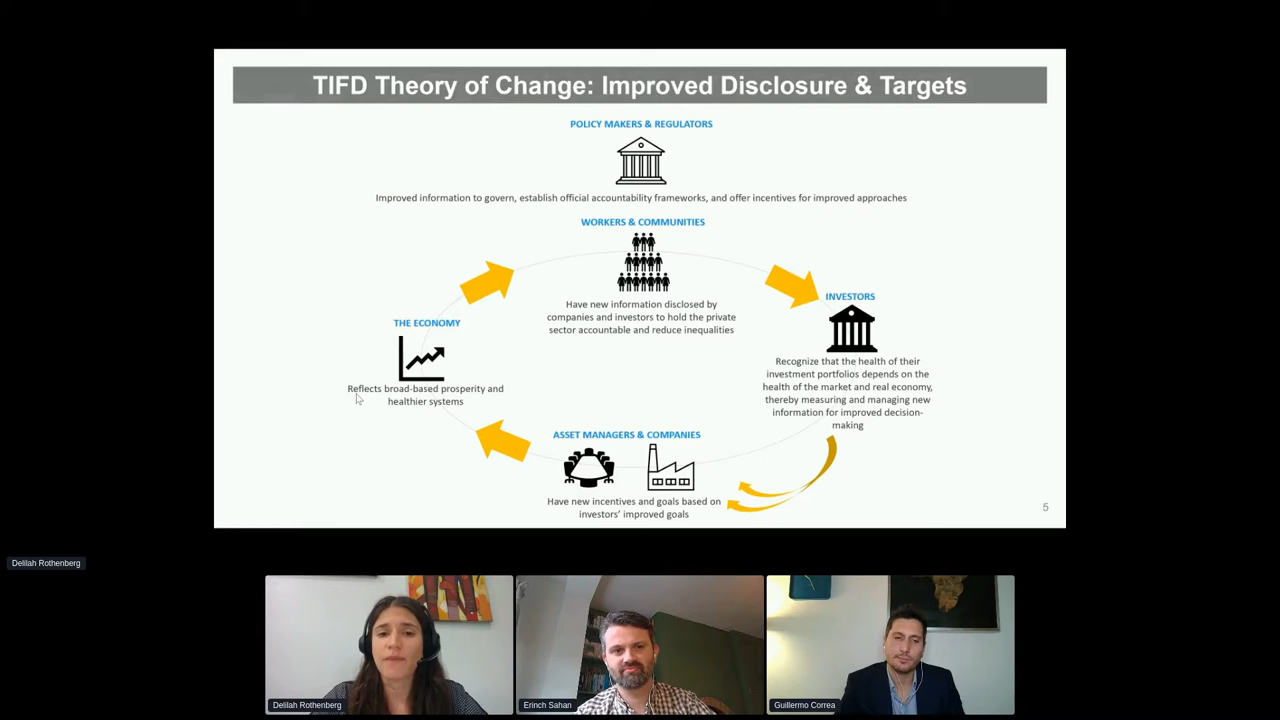 TIFD Theory of Change: Improved Disclosure & Targets
POLICY MAKERS & REGULATORS
Improved information to govern, establish official accountability frameworks, and offer incentives for improved approaches
WORKERS & COMMUNITIES
Have new information disclosed by
companies and investors to hold the private
sector accountable and reduce inequalities
INVESTORS
Recognize that the health of their
investment portfolios depends on the
health of the market and real economy,
thereby measuring and managing new
information for improved decision-
making
THE ECONOMY
Reflects broad-based prosperity and
healthier systems
ASSET MANAGERS & COMPANIES
Have new incentives and goals based on
investors' improved goals
5
Delilah Rothenberg
Delilah Rothenberg
Erinch Sahan
Guillermo Correa